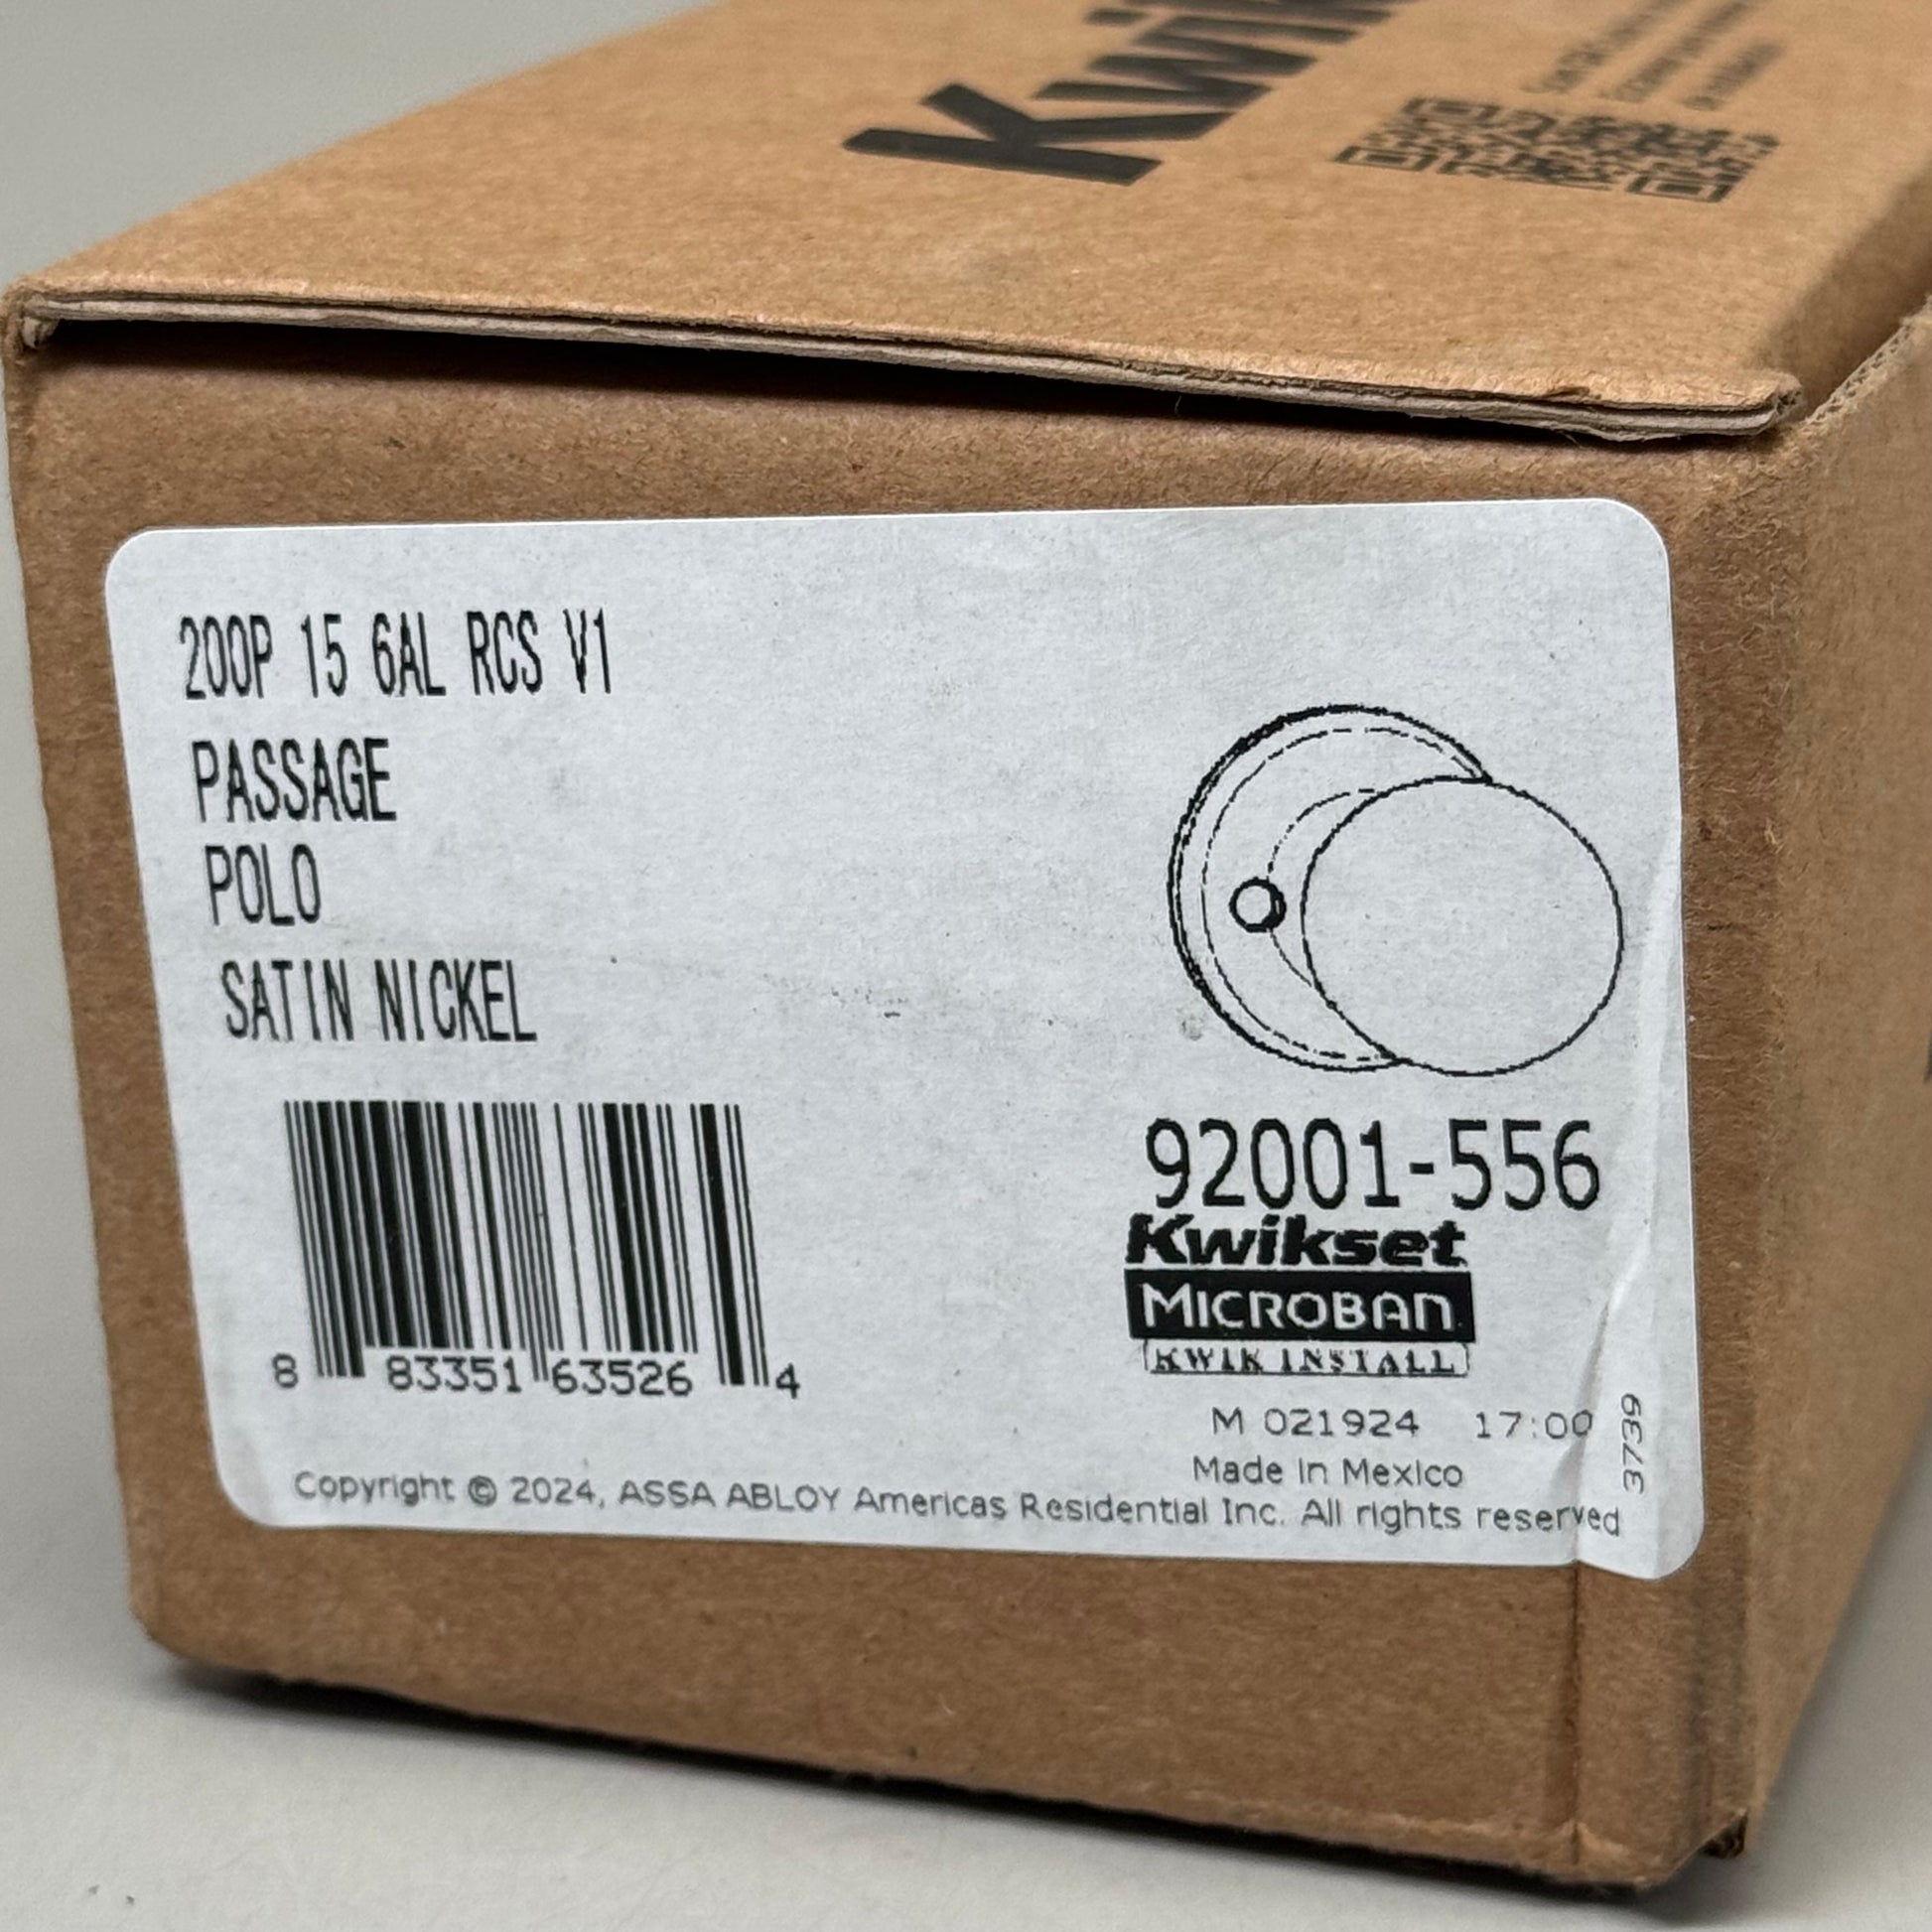 Kwik
200P 15 6AL RCS V1
PASSAGE
POLO
SATIN NICKEL
92001-556
Kwikset
MICROBAN
KWIK INSTALL
8 83351 63526 4
M 021924 17:00
3739
Made in Mexico
Copyright © 2024, ASSA ABLOY Americas Residential Inc. All rights reserved